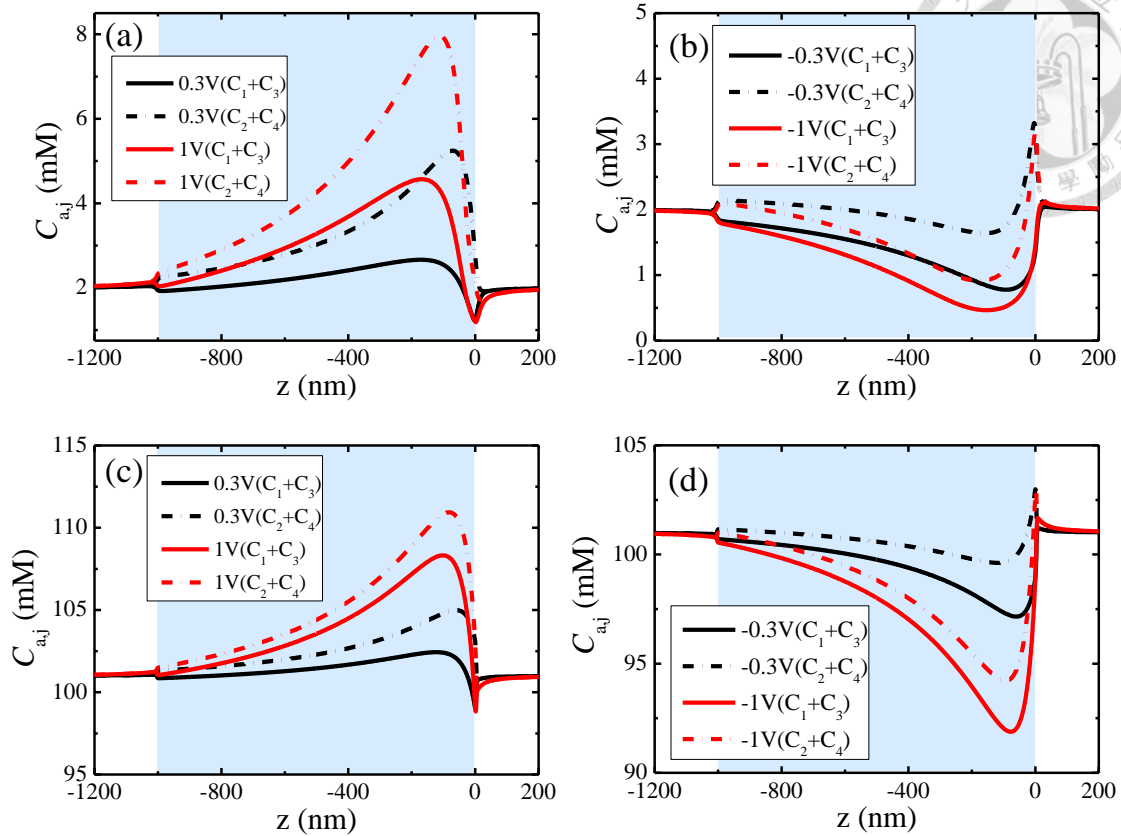 (a)
0.3V(C₁+C₃)
0.3V(C₂+C₄)
1V(C₁+C₃)
1V(C₂+C₄)
8
6
4
2
C a,j (mM)
-1200 -800 -400 0 200
z (nm)
(b)
-0.3V(C₁+C₃)
-0.3V(C₂+C₄)
-1V(C₁+C₃)
-1V(C₂+C₄)
5
4
3
2
1
0
C a,j (mM)
-1200 -800 -400 0 200
z (nm)
學
(c)
0.3V(C₁+C₃)
0.3V(C₂+C₄)
1V(C₁+C₃)
1V(C₂+C₄)
115
110
105
100
95
C a,j (mM)
-1200 -800 -400 0 200
z (nm)
(d)
-0.3V(C₁+C₃)
-0.3V(C₂+C₄)
-1V(C₁+C₃)
-1V(C₂+C₄)
105
100
95
90
C a,j (mM)
-1200 -800 -400 0 200
z (nm)